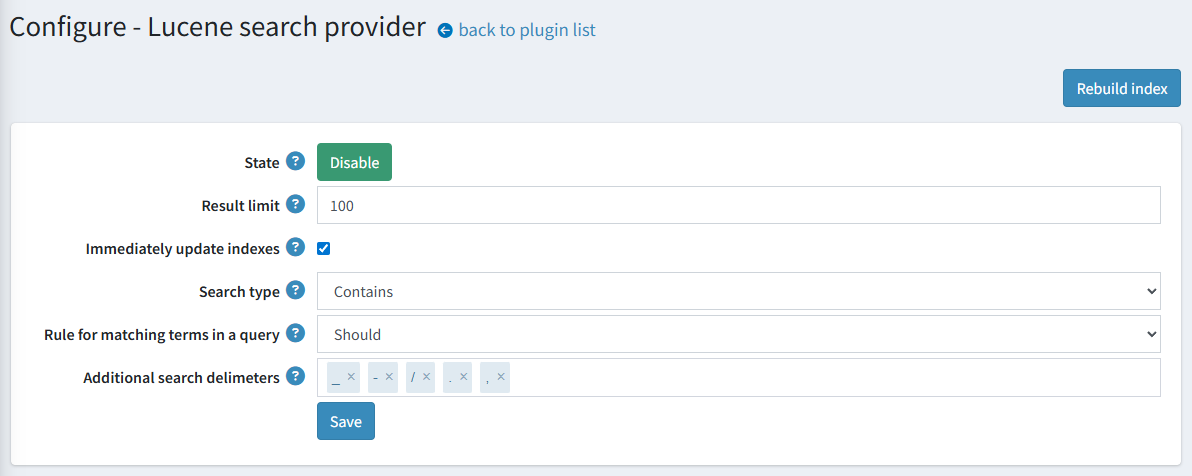 Configure - Lucene search provider back to plugin list
Rebuild index
State ? Disable
Result limit ? 100
Immediately update indexes ?
Search type ? Contains
Rule for matching terms in a query ? Should
Additional search delimeters ? _ × - × / × . × , ×
Save